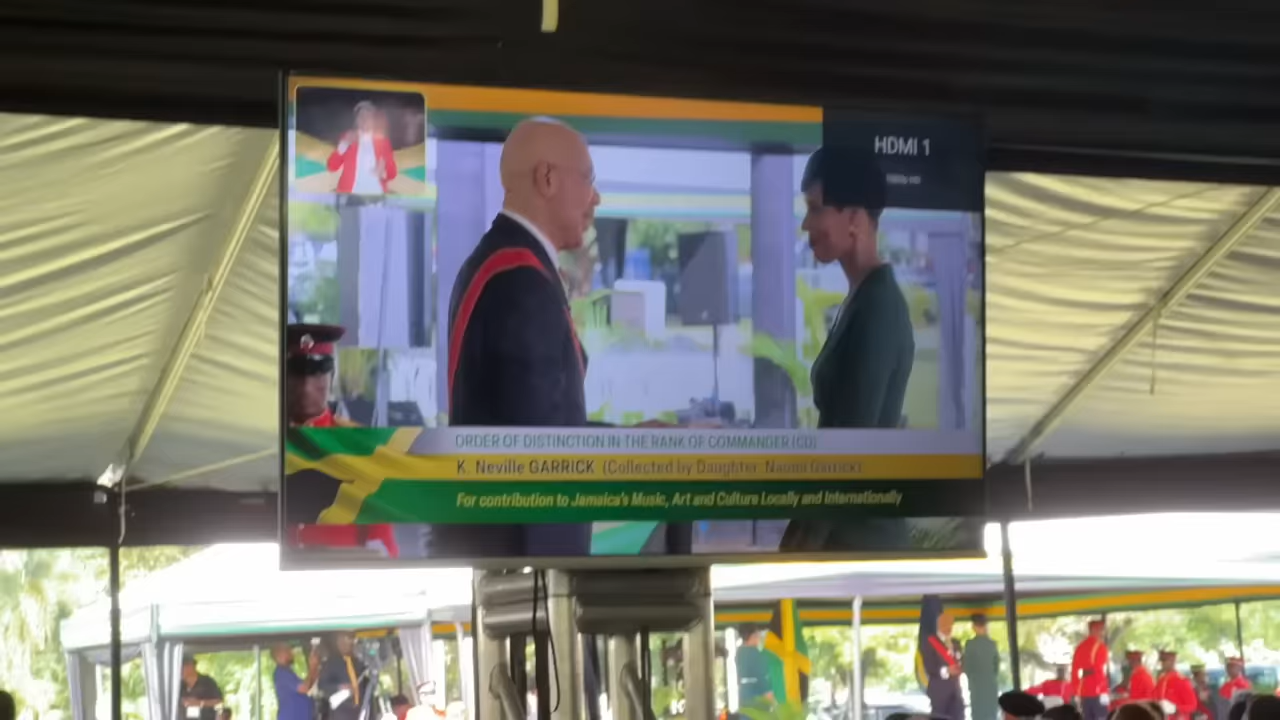 HDMI 1
ORDER OF DISTINCTION IN THE RANK OF COMMANDER (CD)
K. Neville GARRICK (Collected by Daughter, Naomi Garrick)
For contribution to Jamaica's Music, Art and Culture Locally and Internationally